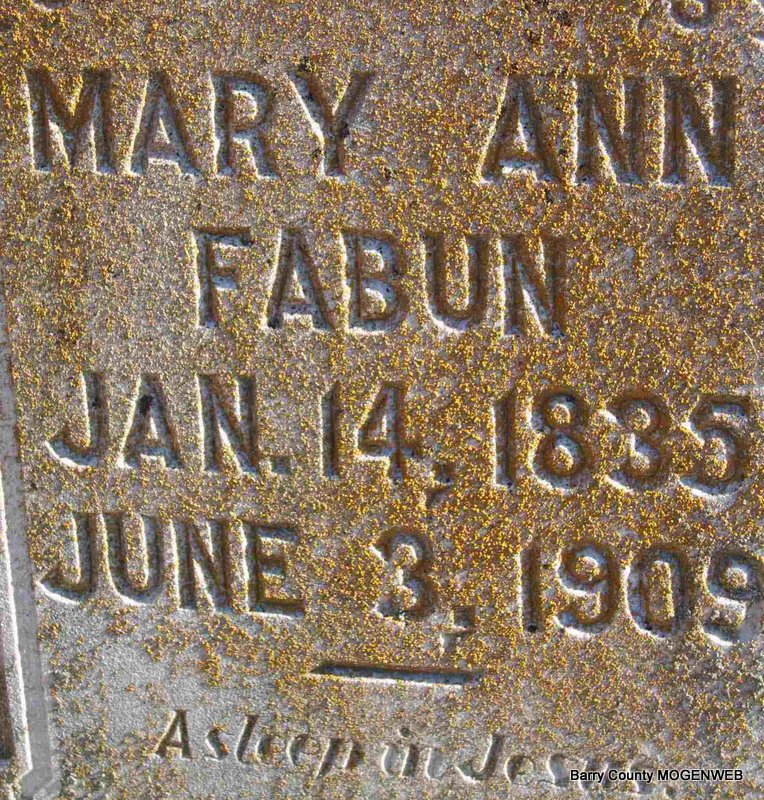 MARY ANN
FABUN
JAN. 14, 1835
JUNE 3, 1909
Asleep in Jesus.
Barry County MOGENWEB